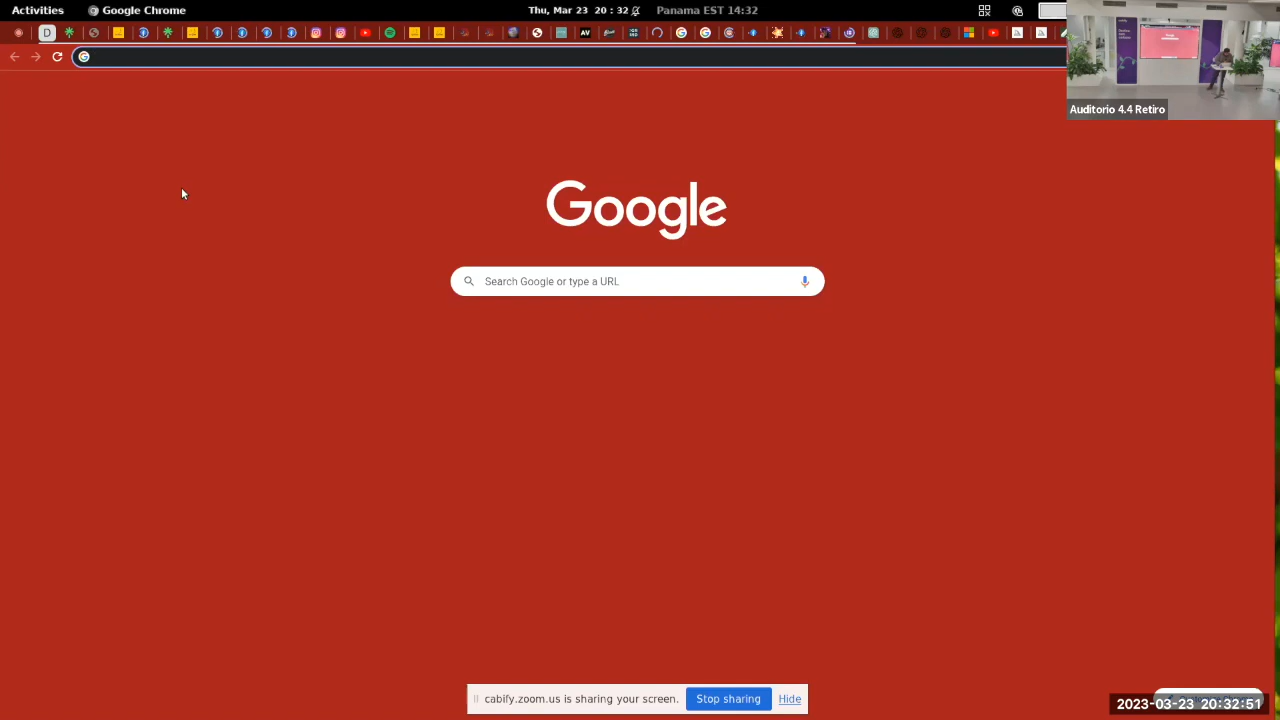 Activities
Google Chrome
Thu, Mar 23 20 : 32
Panama EST 14:32
D
AV
Auditorio 4.4 Retiro
Google
Search Google or type a URL
cabify.zoom.us is sharing your screen.
Stop sharing
Hide
2023-03-23 20:32:51